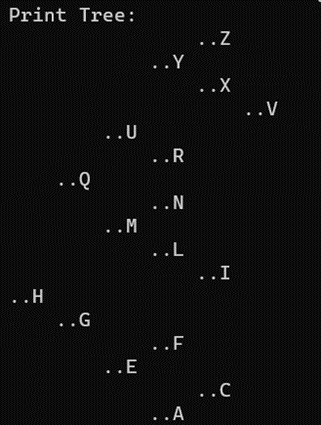 Print Tree:
..Z
..Y
..X
..V
..U
..R
..Q
..N
..M
..L
..I
..H
..G
..F
..E
..C
..A